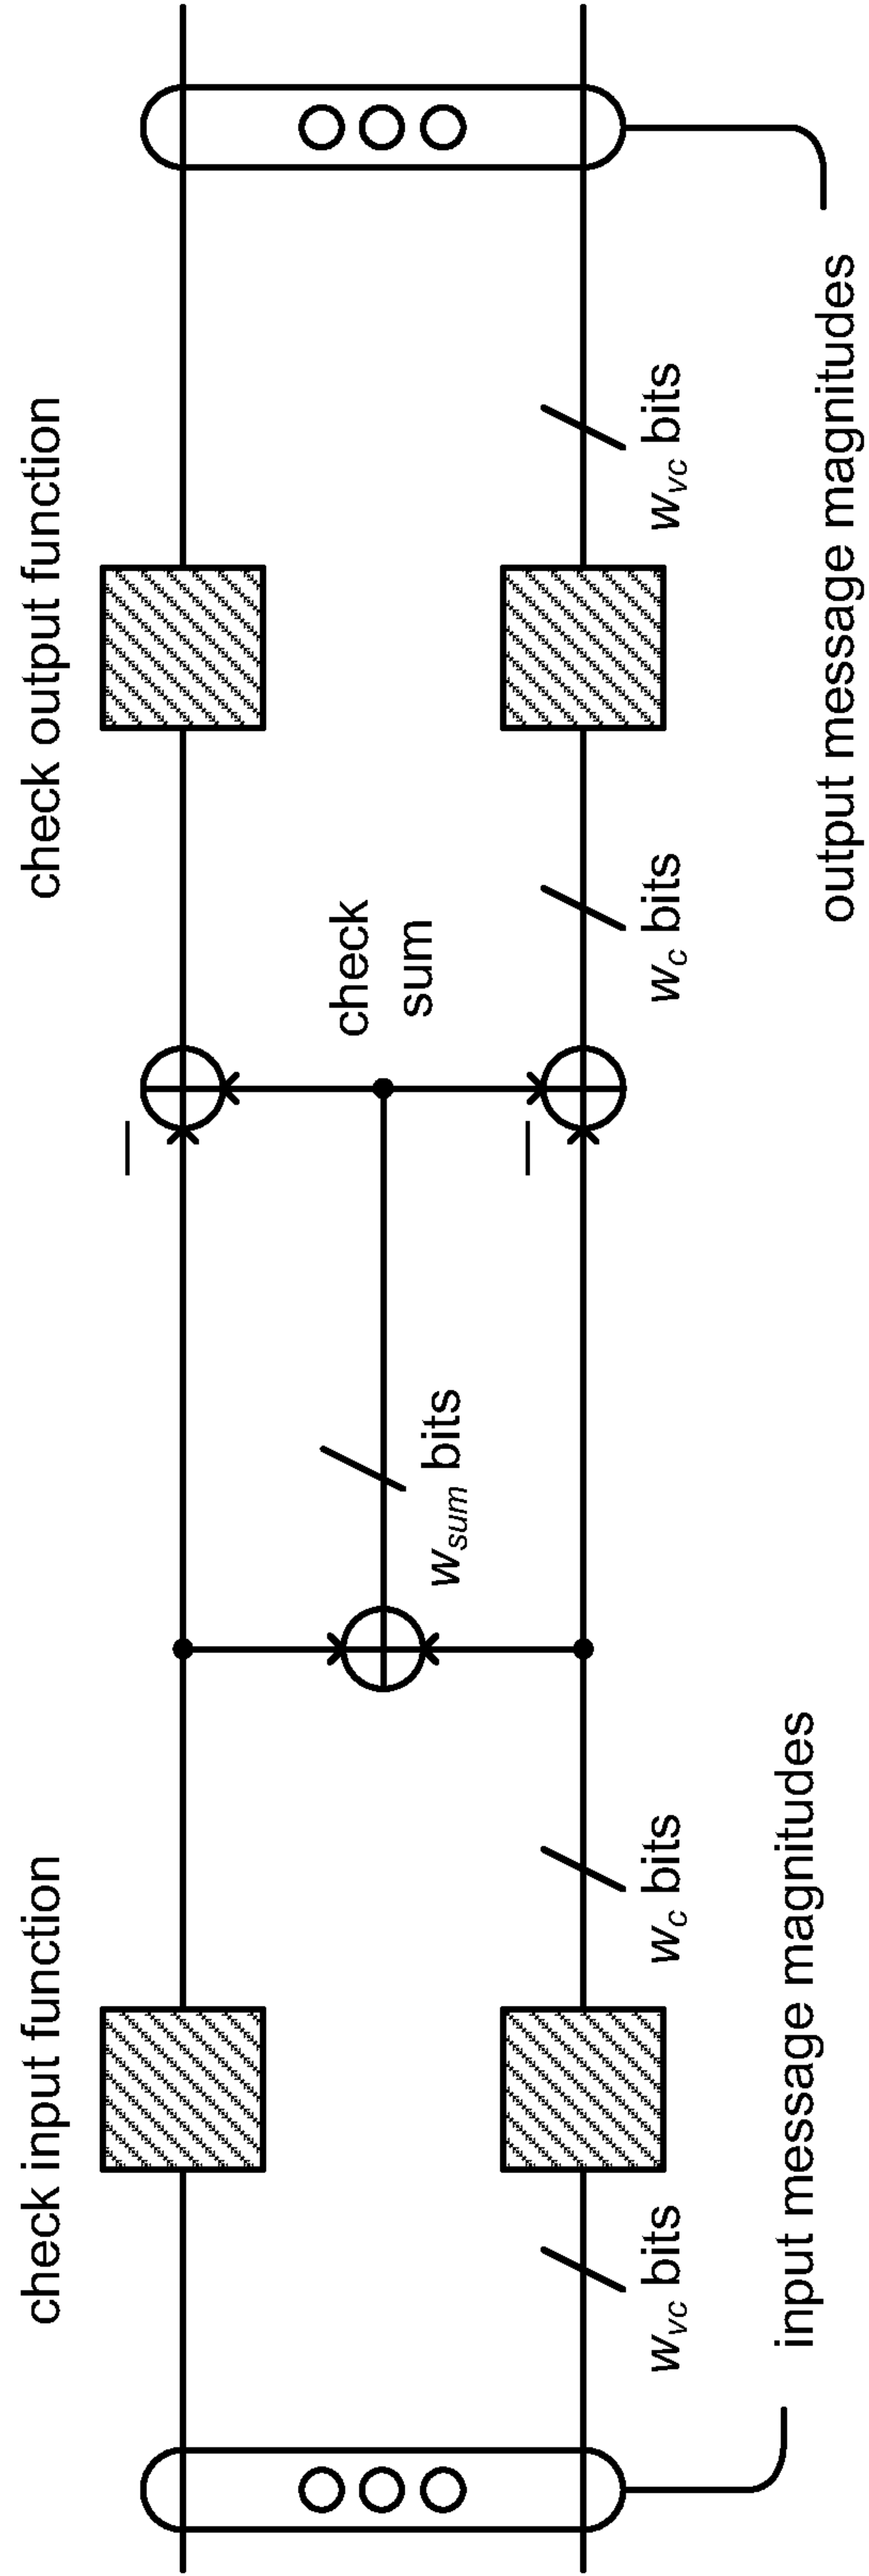 check input function
check output function
w_sum bits
check
sum
w_vc bits
w_c bits
w_c bits
w_vc bits
input message magnitudes
output message magnitudes